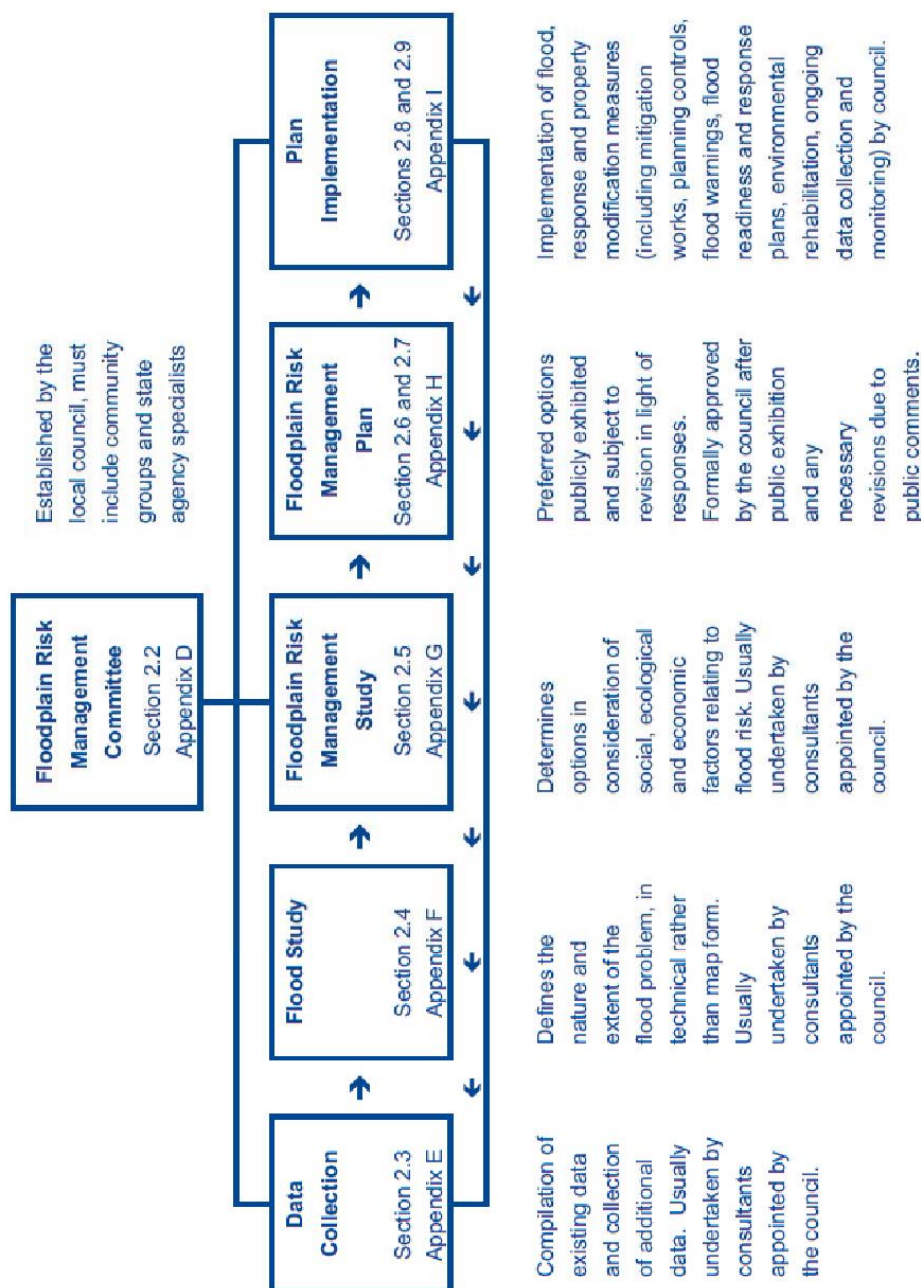 Floodplain Risk
Management
Committee
Section 2.2
Appendix D
Established by the
local council, must
include community
groups and state
agency specialists
Data
Collection
Section 2.3
Appendix E
Flood Study
Section 2.4
Appendix F
Floodplain Risk
Management
Study
Section 2.5
Appendix G
Floodplain Risk
Management
Plan
Section 2.6 and 2.7
Appendix H
Plan
Implementation
Sections 2.8 and 2.9
Appendix I
Compilation of
existing data
and collection
of additional
data. Usually
undertaken by
consultants
appointed by
the council.
Defines the
nature and
extent of the
flood problem, in
technical rather
than map form.
Usually
undertaken by
consultants
appointed by the
council.
Determines
options in
consideration of
social, ecological
and economic
factors relating to
flood risk. Usually
undertaken by
consultants
appointed by the
council.
Preferred options
publicly exhibited
and subject to
revision in light of
responses.
Formally approved
by the council after
public exhibition
and any
necessary
revisions due to
public comments.
Implementation of flood,
response and property
modification measures
(including mitigation
works, planning controls,
flood warnings, flood
readiness and response
plans, environmental
rehabilitation, ongoing
data collection and
monitoring) by council.